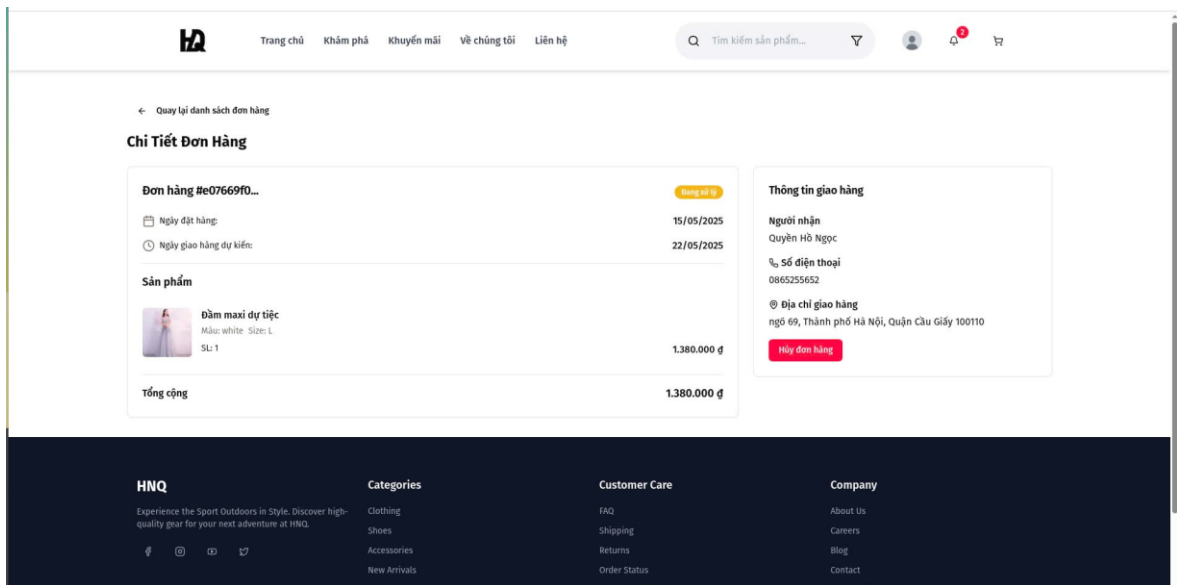 HQ
Trang chủ Khám phá Khuyến mãi Về chúng tôi Liên hệ
Tìm kiếm sản phẩm...
2
← Quay lại danh sách đơn hàng
Chi Tiết Đơn Hàng
Đơn hàng #e07669f0...
Đang xử lý
Ngày đặt hàng: 15/05/2025
Ngày giao hàng dự kiến: 22/05/2025
Sản phẩm
Đầm maxi dự tiệc
Màu: white Size: L
SL: 1
1.380.000 ₫
Tổng cộng 1.380.000 ₫
Thông tin giao hàng
Người nhận
Quyền Hồ Ngọc
Số điện thoại
0865255652
Địa chỉ giao hàng
ngõ 69, Thành phố Hà Nội, Quận Cầu Giấy 100110
Hủy đơn hàng
HNQ
Experience the Sport Outdoors in Style. Discover high-
quality gear for your next adventure at HNQ.
Categories
Clothing
Shoes
Accessories
New Arrivals
Customer Care
FAQ
Shipping
Returns
Order Status
Company
About Us
Careers
Blog
Contact